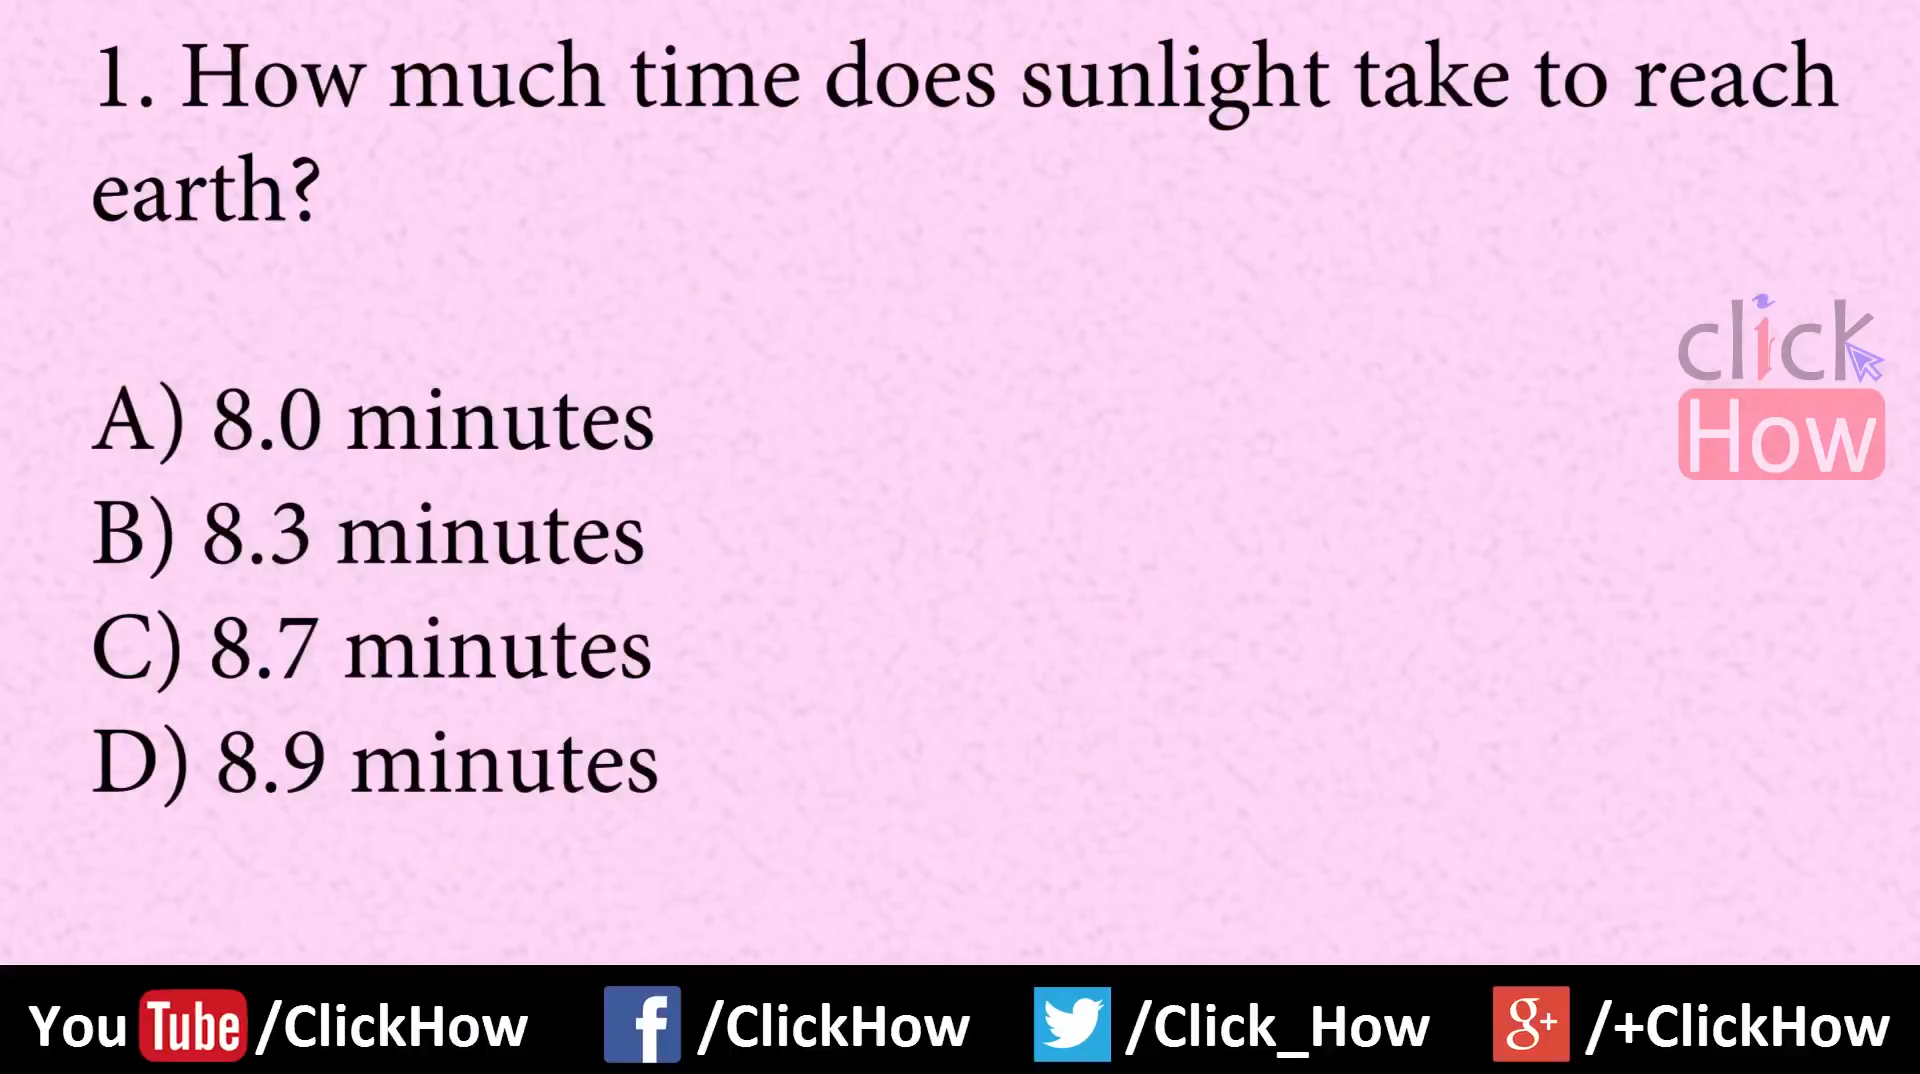 1. How much time does sunlight take to reach
earth?
click
How
A) 8.0 minutes
B) 8.3 minutes
C) 8.7 minutes
D) 8.9 minutes
You Tube /ClickHow f /ClickHow /Click_How g+ /+ClickHow